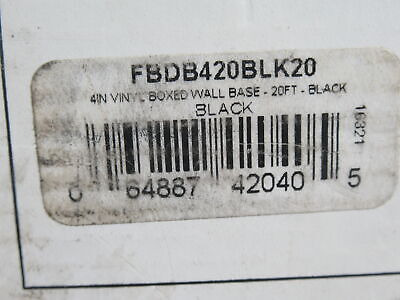 FBDB420BLK20
4IN VINYL BOXED WALL BASE - 20FT - BLACK
BLACK
16321
0 64887 42040 5